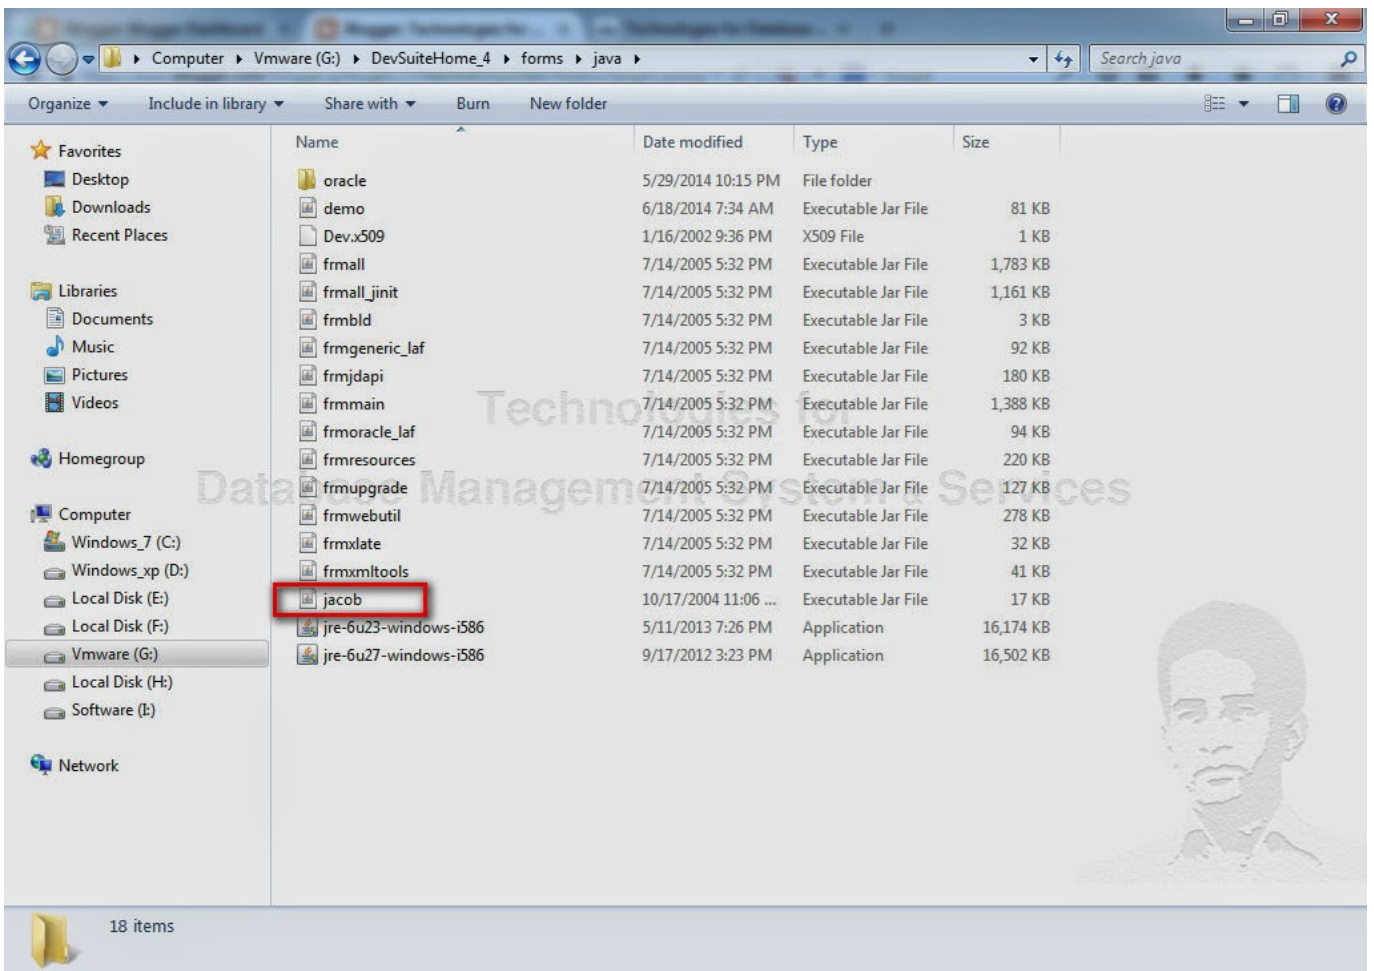 Computer Vmware (G:) DevSuiteHome_4 forms java Search java
Organize Include in library Share with Burn New folder
Name Date modified Type Size
Favorites
Desktop
Downloads
Recent Places
Libraries
Documents
Music
Pictures
Videos
Homegroup
Computer
Windows_7 (C:)
Windows_xp (D:)
Local Disk (E:)
Local Disk (F:)
Vmware (G:)
Local Disk (H:)
Software (I:)
Network
oracle 5/29/2014 10:15 PM File folder
demo 6/18/2014 7:34 AM Executable Jar File 81 KB
Dev.x509 1/16/2002 9:36 PM X509 File 1 KB
frmall 7/14/2005 5:32 PM Executable Jar File 1,783 KB
frmall_jinit 7/14/2005 5:32 PM Executable Jar File 1,161 KB
frmbld 7/14/2005 5:32 PM Executable Jar File 3 KB
frmgeneric_laf 7/14/2005 5:32 PM Executable Jar File 92 KB
frmjdapi 7/14/2005 5:32 PM Executable Jar File 180 KB
frmmain 7/14/2005 5:32 PM Executable Jar File 1,388 KB
frmoracle_laf 7/14/2005 5:32 PM Executable Jar File 94 KB
frmresources 7/14/2005 5:32 PM Executable Jar File 220 KB
frmupgrade 7/14/2005 5:32 PM Executable Jar File 127 KB
frmwebutil 7/14/2005 5:32 PM Executable Jar File 278 KB
frmxlate 7/14/2005 5:32 PM Executable Jar File 32 KB
frmxmltools 7/14/2005 5:32 PM Executable Jar File 41 KB
jacob 10/17/2004 11:06 ... Executable Jar File 17 KB
jre-6u23-windows-i586 5/11/2013 7:26 PM Application 16,174 KB
jre-6u27-windows-i586 9/17/2012 3:23 PM Application 16,502 KB
Technologies for
Database Management System & Services
18 items